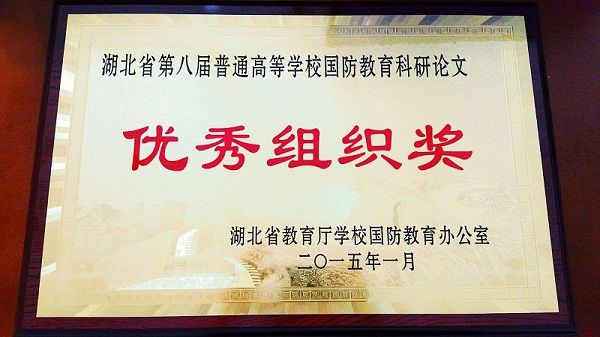 湖北省第八届普通高等学校国防教育科研论文
优秀组织奖
湖北省教育厅学校国防教育办公室
二〇一五年一月